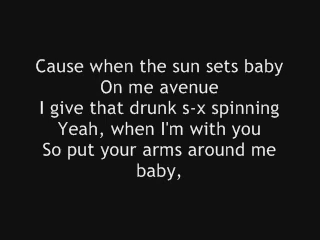 Cause when the sun sets baby
On me avenue
I give that drunk s-x spinning
Yeah, when I'm with you
So put your arms around me
baby,